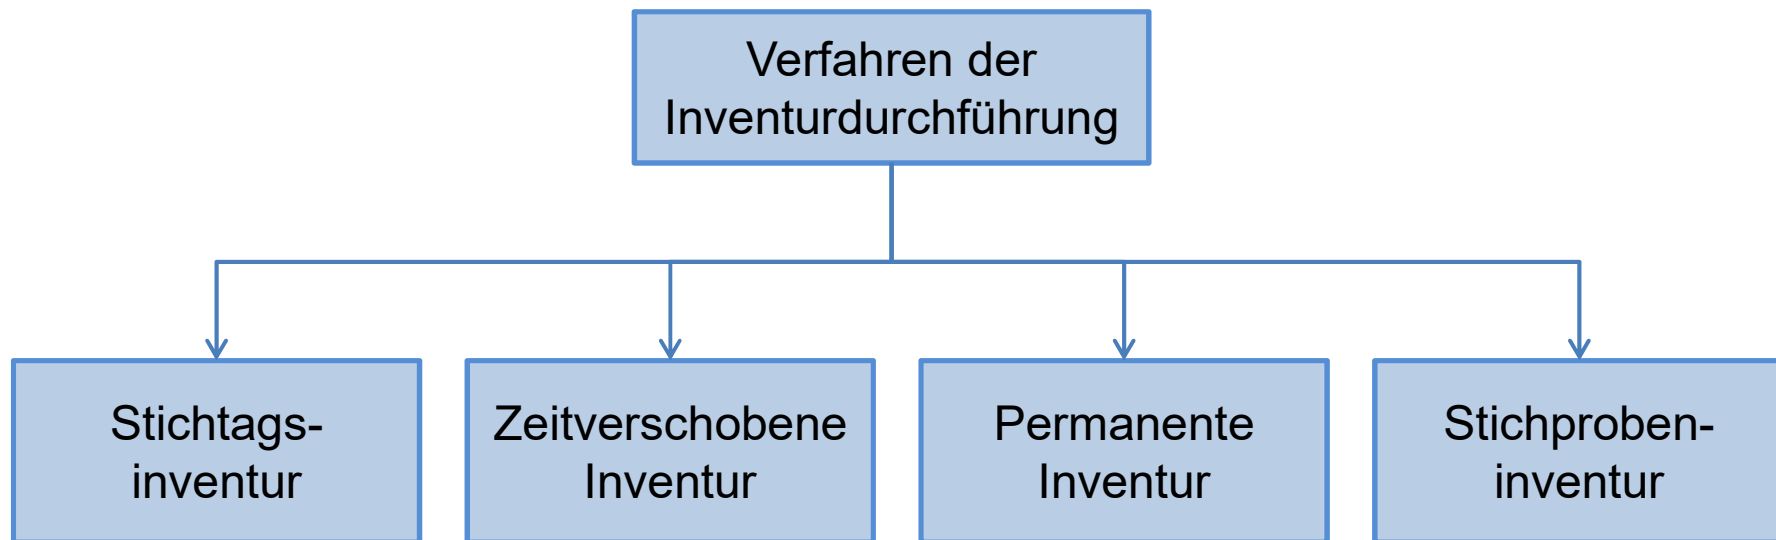 Verfahren der
Inventurdurchführung
Stichtags-
inventur
Zeitverschobene
Inventur
Permanente
Inventur
Stichproben-
inventur